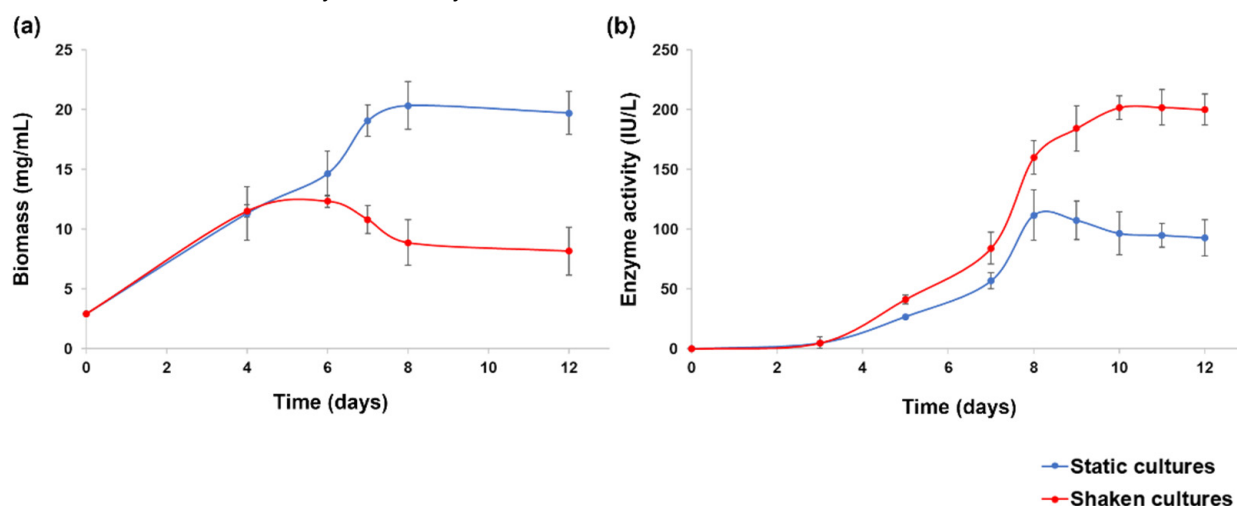 (a)
25
20
15
10
5
0
0 2 4 6 8 10 12
Biomass (mg/mL)
Time (days)
(b)
250
200
150
100
50
0
0 2 4 6 8 10 12
Enzyme activity (IU/L)
Time (days)
Static cultures
Shaken cultures